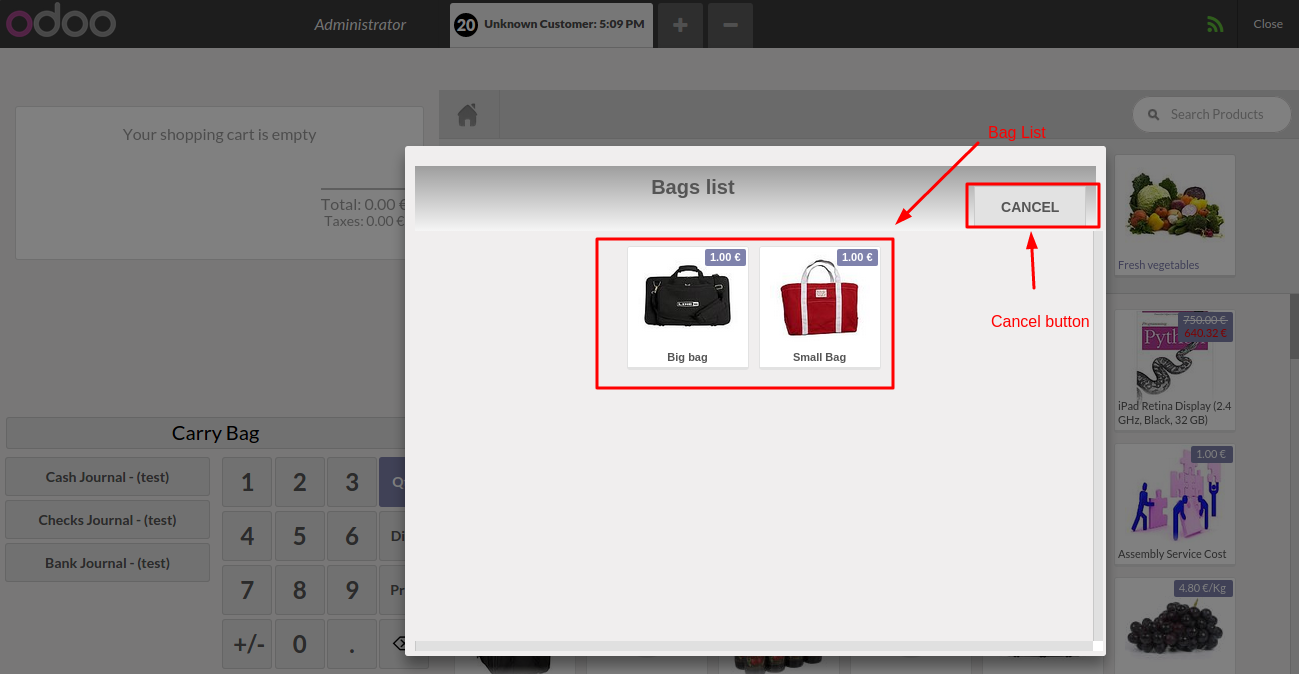 odoo
Administrator
20 Unknown Customer: 5:09 PM
+
−
Close
Your shopping cart is empty
Total: 0.00 €
Taxes: 0.00 €
Search Products
Bag List
Bags list
CANCEL
Cancel button
1.00 €
LINE 6
Big bag
1.00 €
Small Bag
Fresh vegetables
750.00 €
640.32 €
Python
iPad Retina Display (2.4
GHz, Black, 32 GB)
1.00 €
Assembly Service Cost
4.80 €/Kg
Carry Bag
Cash Journal - (test)
Checks Journal - (test)
Bank Journal - (test)
1 2 3
4 5 6 Di
7 8 9 Pr
+/- 0 .